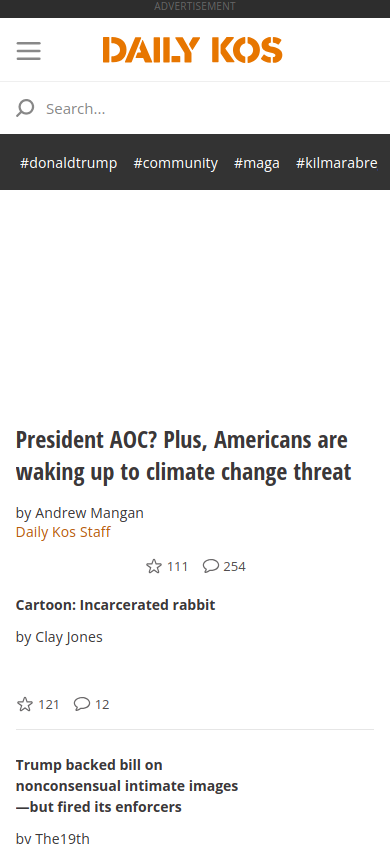 ADVERTISEMENT
DAILY KOS
Search...
#donaldtrump #community #maga #kilmarabre
President AOC? Plus, Americans are
waking up to climate change threat
by Andrew Mangan
Daily Kos Staff
111 254
Cartoon: Incarcerated rabbit
by Clay Jones
121 12
Trump backed bill on
nonconsensual intimate images
—but fired its enforcers
by The19th